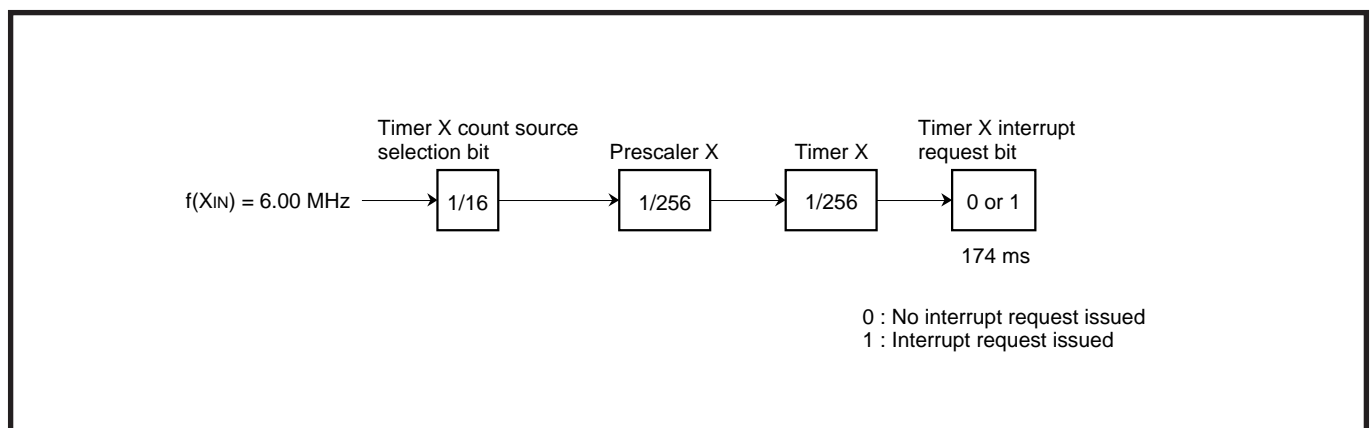 Timer X count source
selection bit
Prescaler X
Timer X
Timer X interrupt
request bit
f(XIN) = 6.00 MHz
1/16
1/256
1/256
0 or 1
174 ms
0 : No interrupt request issued
1 : Interrupt request issued